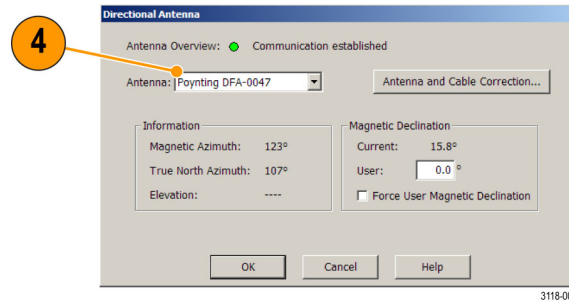 Directional Antenna
4
Antenna Overview: Communication established
Antenna: Poynting DFA-0047
Antenna and Cable Correction...
Information
Magnetic Declination
Magnetic Azimuth: 123°
Current: 15.8°
True North Azimuth: 107°
User: 0.0 °
Elevation: ----
Force User Magnetic Declination
OK Cancel Help